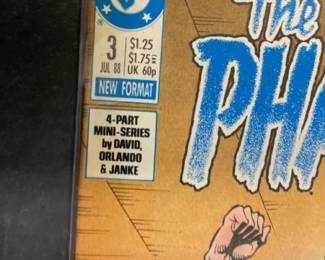 The
PHA
3
$1.25
$1.75
JUL 88
UK 60p
NEW FORMAT
4-PART
MINI-SERIES
by DAVID,
ORLANDO
& JANKE